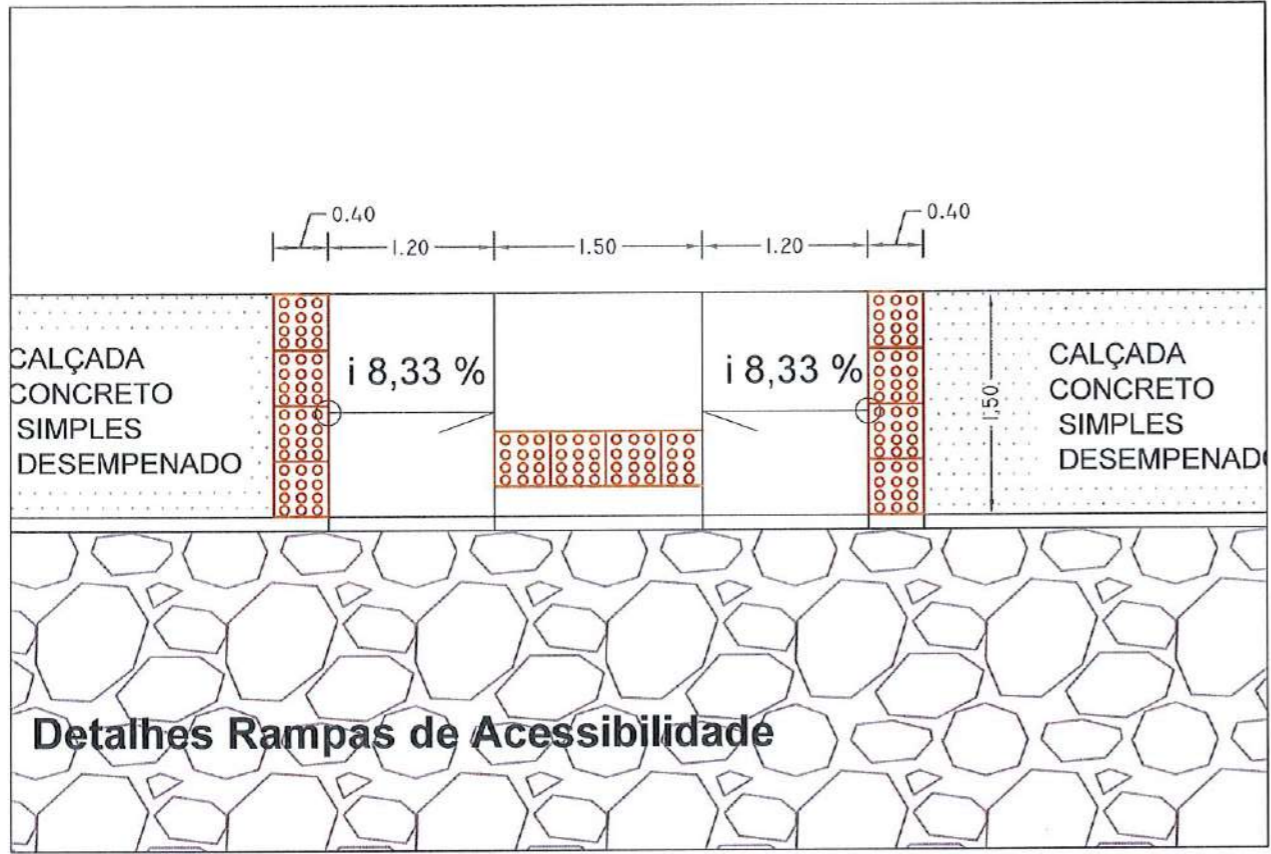 0.40
0.40
1.20
1.50
1.20
CALÇADA
CONCRETO
SIMPLES
DESEMPENADO
i 8,33 %
i 8,33 %
1,50
CALÇADA
CONCRETO
SIMPLES
DESEMPENADO
Detalhes Rampas de Acessibilidade